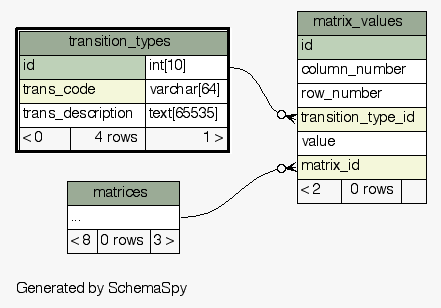 transition_types
id int[10]
trans_code varchar[64]
trans_description text[65535]
< 0 4 rows 1 >
matrix_values
id
column_number
row_number
transition_type_id
value
matrix_id
< 2 0 rows
matrices
...
< 8 0 rows 3 >
Generated by SchemaSpy